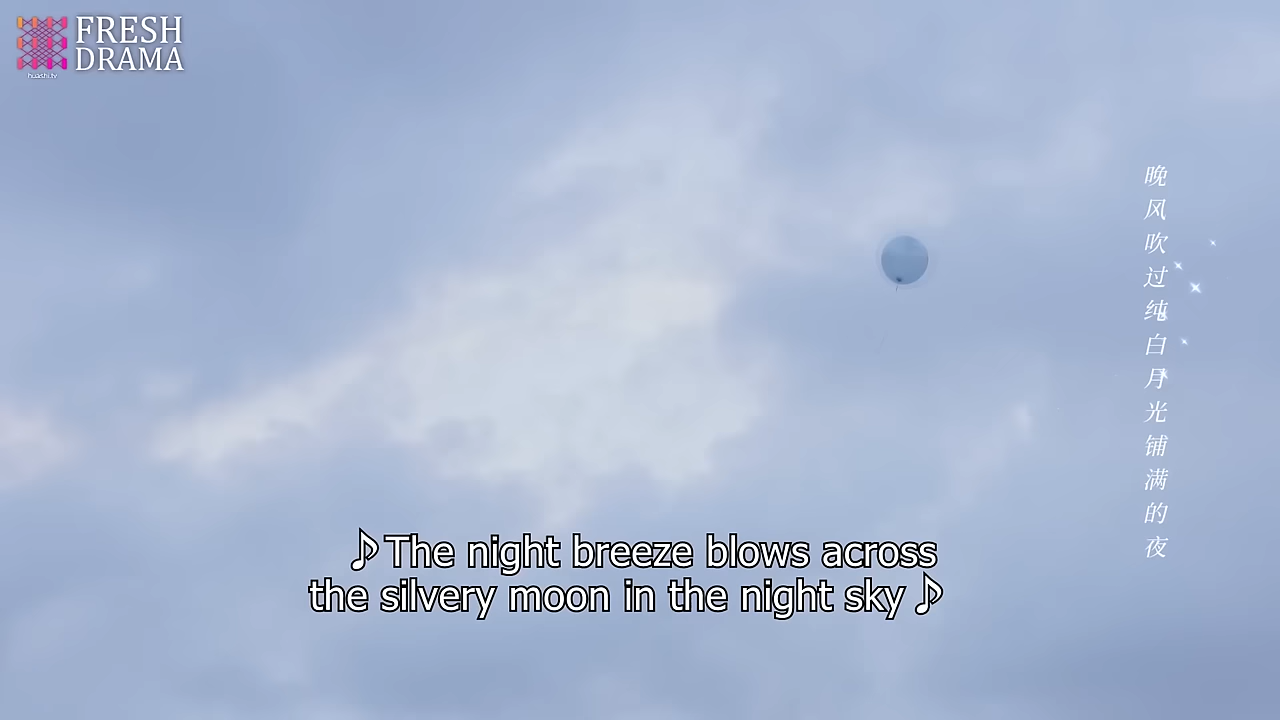 FRESH
DRAMA
huashi.tv
晚风吹过纯白月光铺满的夜
♪The night breeze blows across
the silvery moon in the night sky♪